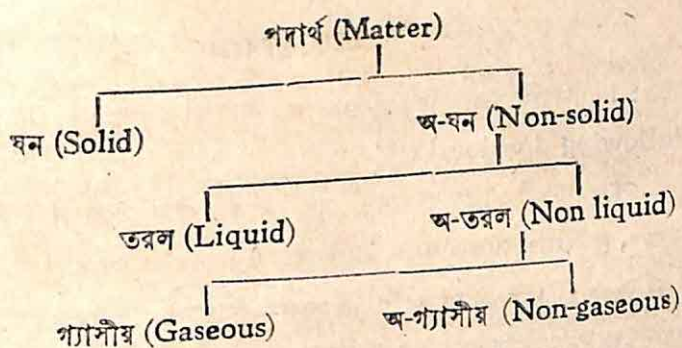 পদার্থ (Matter)
ঘন (Solid)
অ-ঘন (Non-solid)
তরল (Liquid)
অ-তরল (Non liquid)
গ্যাসীয় (Gaseous)
অ-গ্যাসীয় (Non-gaseous)